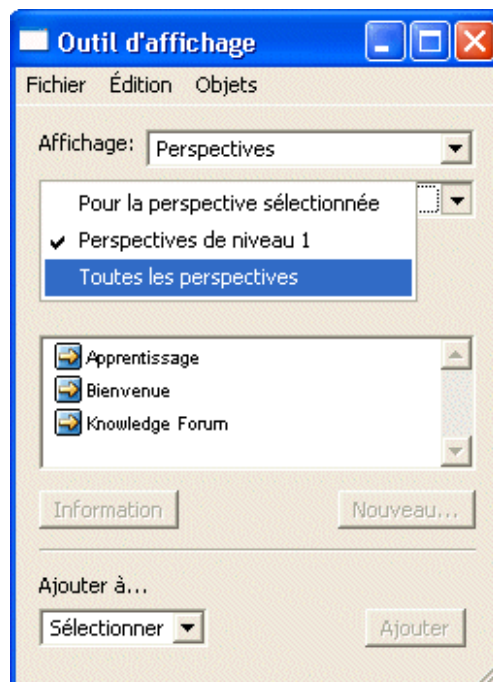 Outil d'affichage
Fichier Édition Objets
Affichage: Perspectives
Pour la perspective sélectionnée
Perspectives de niveau 1
Toutes les perspectives
Apprentissage
Bienvenue
Knowledge Forum
Information Nouveau...
Ajouter à...
Sélectionner Ajouter